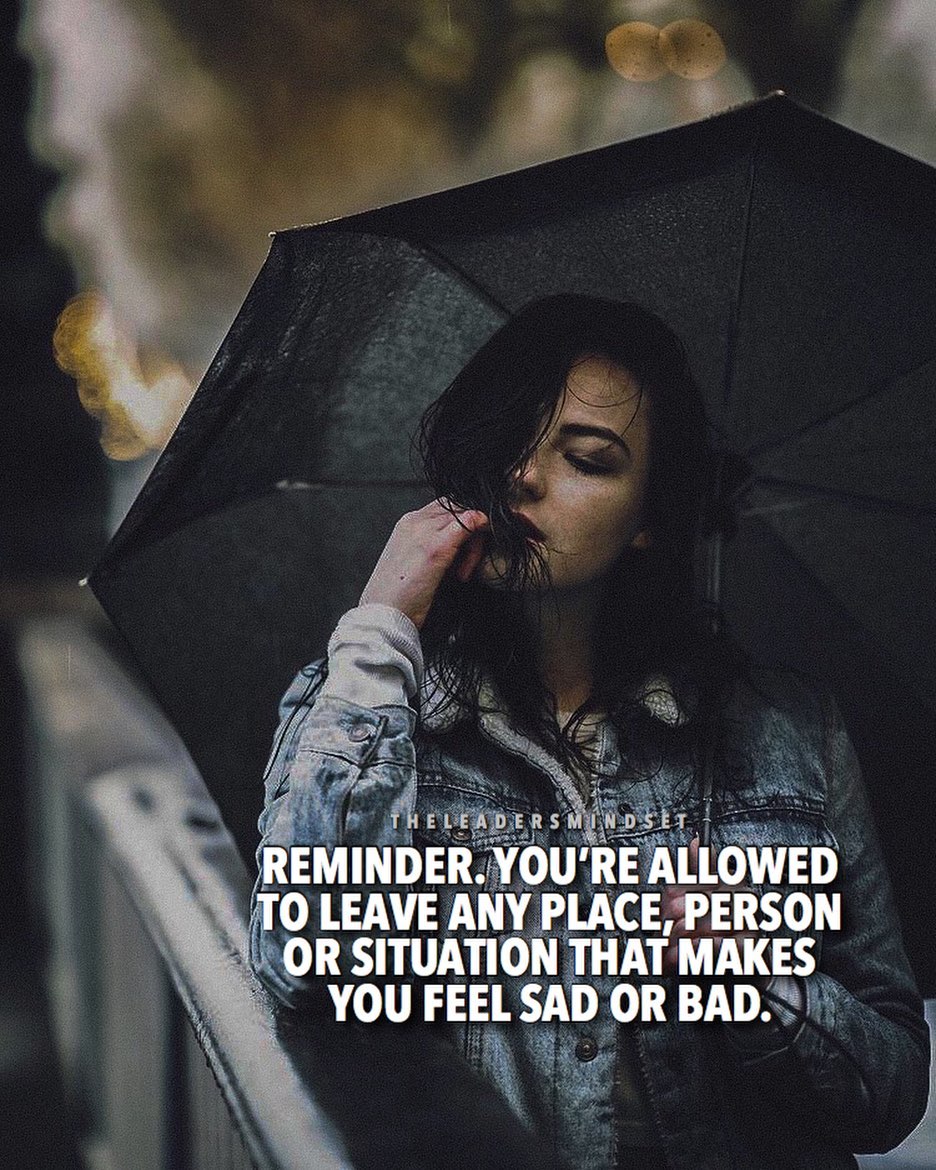 THELEADERSMINDSET
REMINDER. YOU'RE ALLOWED
TO LEAVE ANY PLACE, PERSON
OR SITUATION THAT MAKES
YOU FEEL SAD OR BAD.